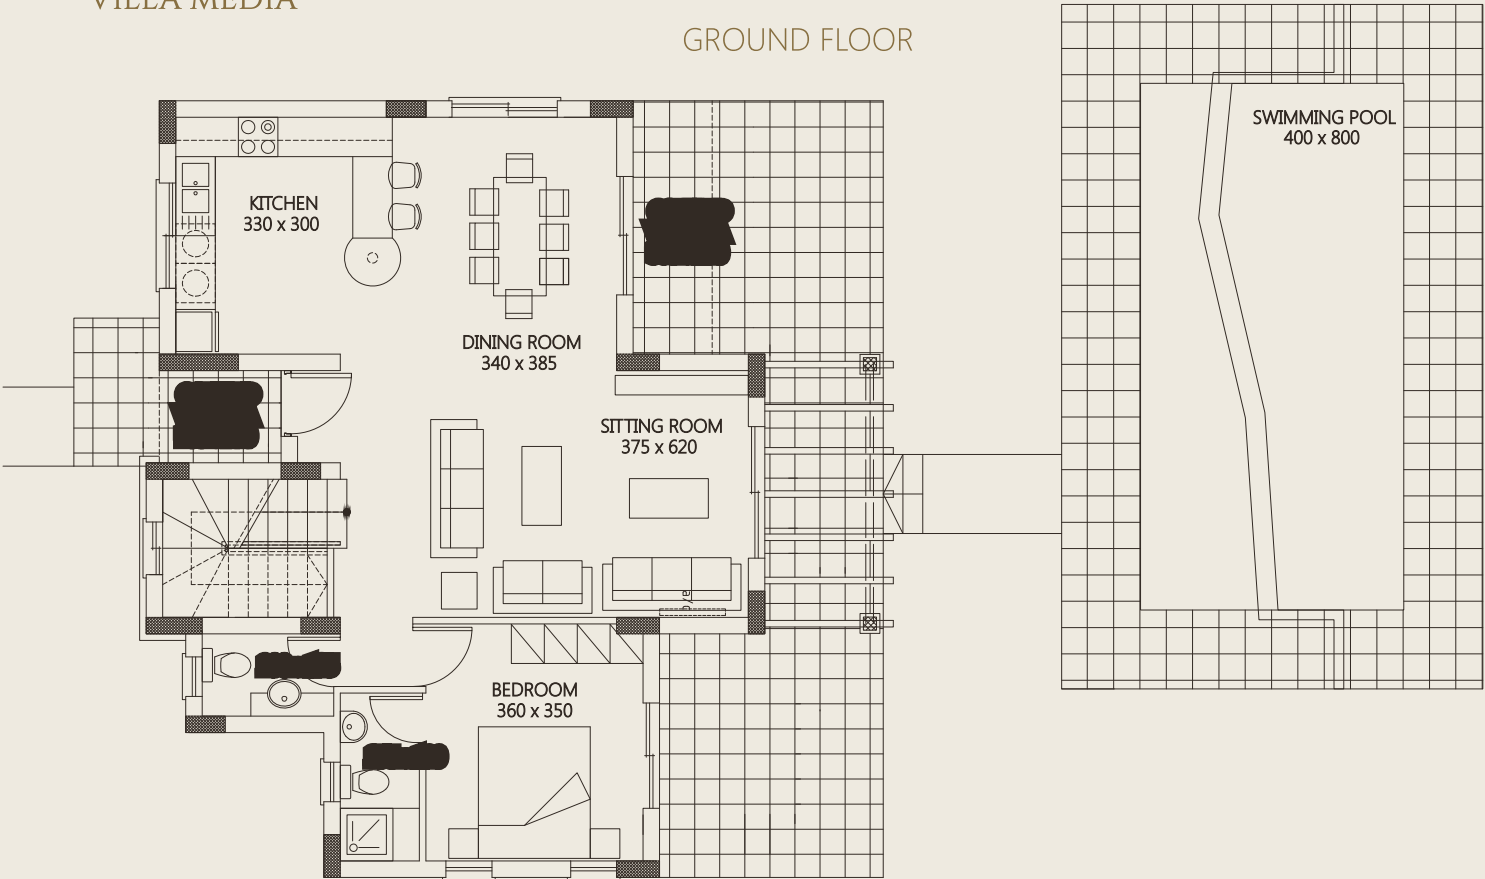 VILLA MEDIA
GROUND FLOOR
SWIMMING POOL
400 x 800
KITCHEN
330 x 300
DINING ROOM
340 x 385
SITTING ROOM
375 x 620
a/c
BEDROOM
360 x 350